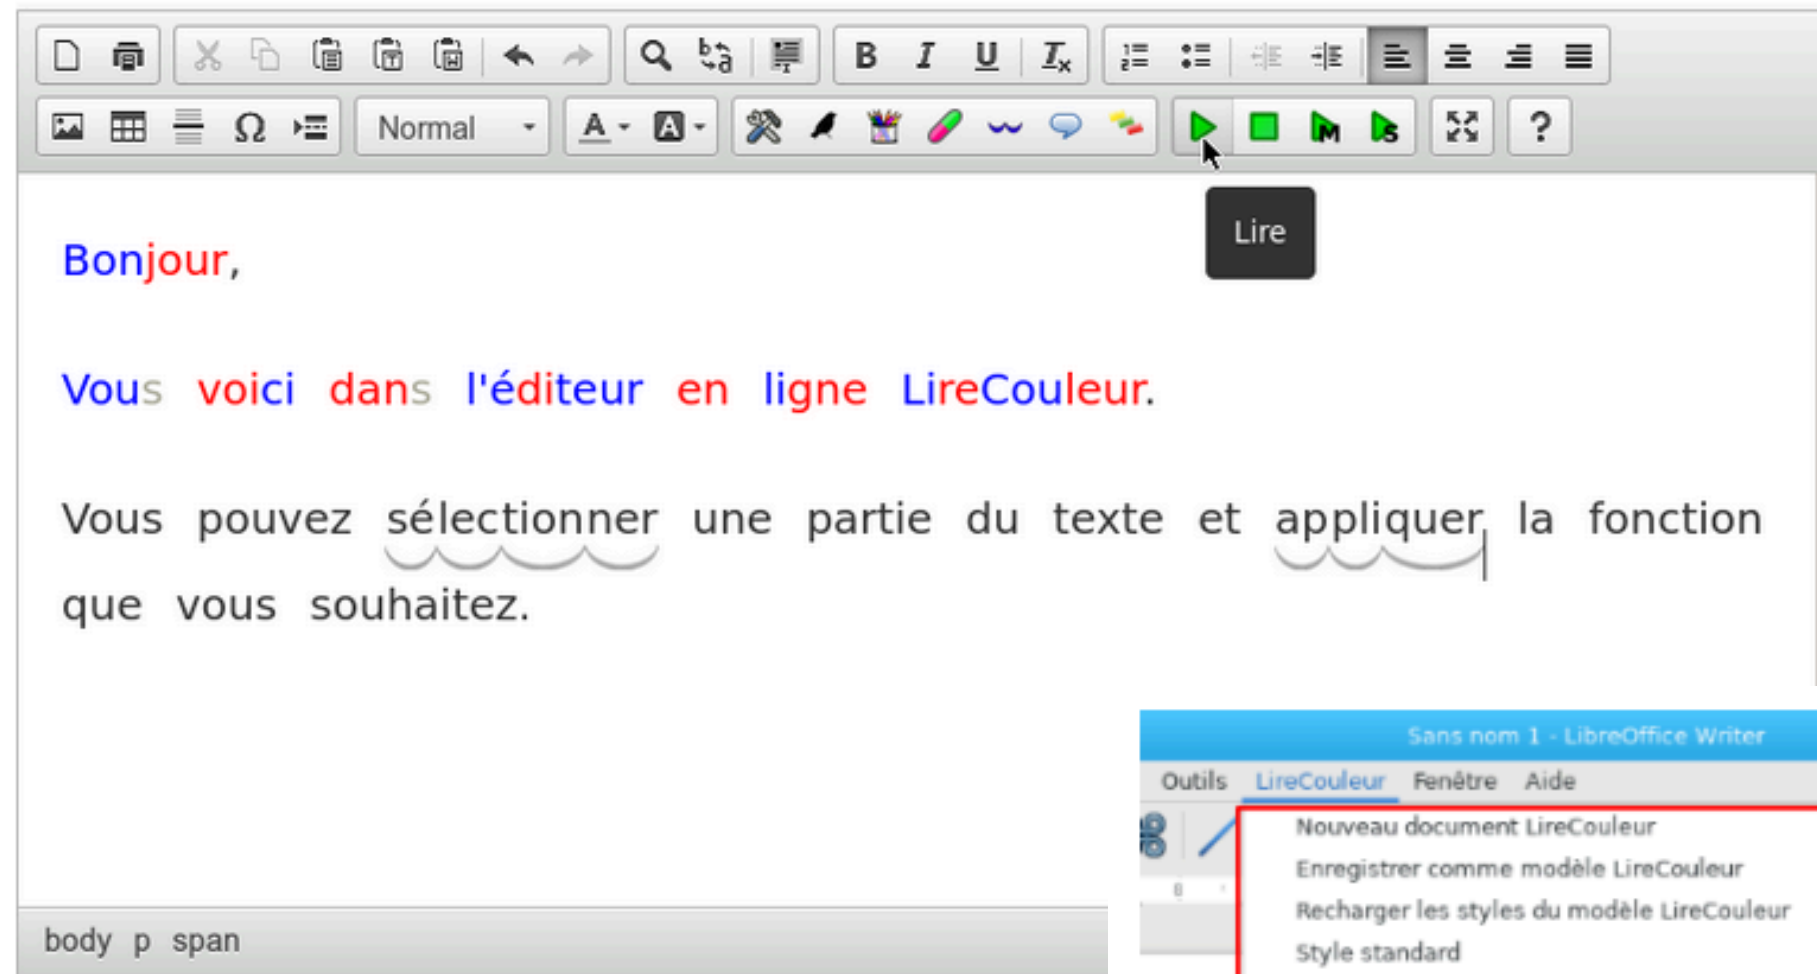 Normal
Lire
Bonjour,
Vous voici dans l'éditeur en ligne LireCouleur.
Vous pouvez sélectionner une partie du texte et appliquer la fonction
que vous souhaitez.
body p span
Sans nom 1 - LibreOffice Writer
Outils LireCouleur Fenêtre Aide
Nouveau document LireCouleur
Enregistrer comme modèle LireCouleur
Recharger les styles du modèle LireCouleur
Style standard